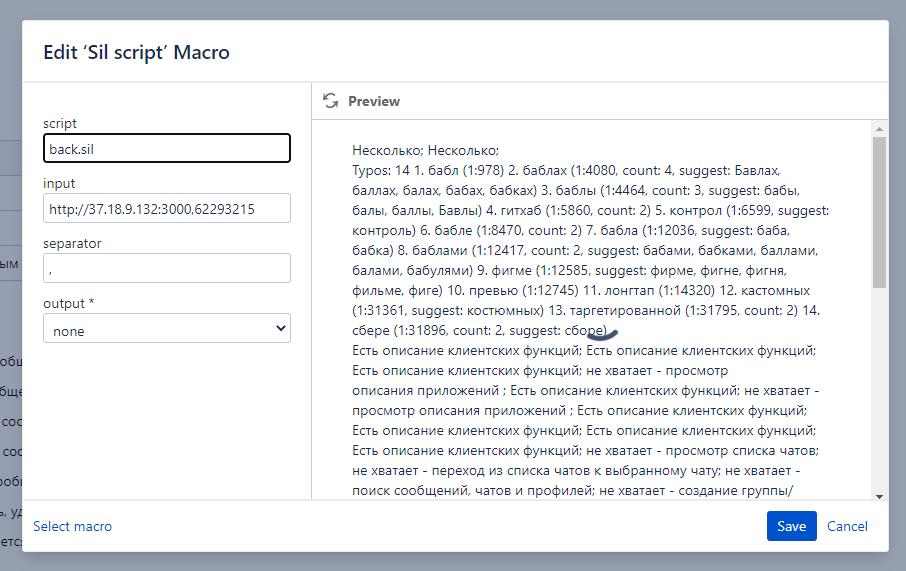 Edit ‘Sil script’ Macro
script
back.sil
input
http://37.18.9.132:3000,62293215
separator
,
output *
none
Preview
Несколько; Несколько;
Typos: 14 1. бабл (1:978) 2. баблах (1:4080, count: 4, suggest: Бавлах,
баллах, балах, бабах, бабках) 3. баблы (1:4464, count: 3, suggest: бабы,
балы, баллы, Бавлы) 4. гитхаб (1:5860, count: 2) 5. контрол (1:6599, suggest:
контроль) 6. бабле (1:8470, count: 2) 7. бабла (1:12036, suggest: баба,
бабка) 8. баблами (1:12417, count: 2, suggest: бабами, бабками, баллами,
балами, бабулями) 9. фигме (1:12585, suggest: фирме, фигне, фигня,
фильме, фиге) 10. превью (1:12745) 11. лонгтап (1:14320) 12. кастомных
(1:31361, suggest: костюмных) 13. таргетированной (1:31795, count: 2) 14.
сбере (1:31896, count: 2, suggest: сборе)
Есть описание клиентских функций; Есть описание клиентских функций;
Есть описание клиентских функций; не хватает - просмотр
описания приложений ; Есть описание клиентских функций; не хватает -
просмотр описания приложений ; Есть описание клиентских функций;
Есть описание клиентских функций; Есть описание клиентских функций;
Есть описание клиентских функций; не хватает - просмотр списка чатов;
не хватает - переход из списка чатов к выбранному чату; не хватает -
поиск сообщений, чатов и профилей; не хватает - создание группы/
Select macro
Save
Cancel